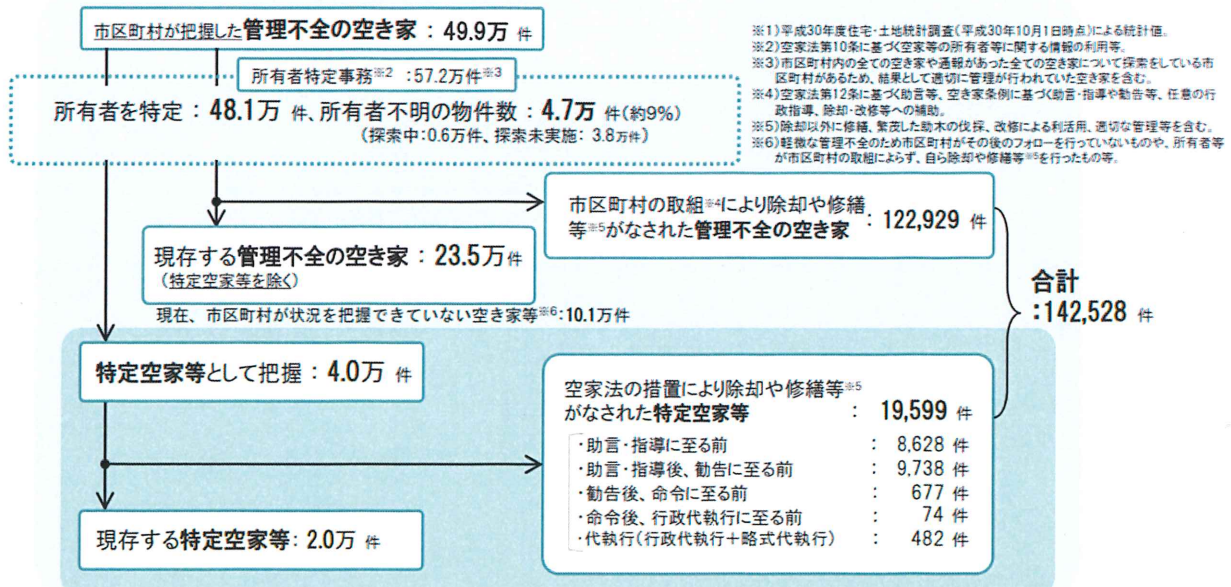 市区町村が把握した管理不全の空き家 : 49.9万 件
※1)平成30年度住宅・土地統計調査(平成30年10月1日時点)による統計値。
※2)空家法第10条に基づく空家等の所有者等に関する情報の利用等。
※3)市区町村内の全ての空き家や通報があった全ての空き家について探索をしている市
区町村があるため、結果として適切に管理が行われていた空き家を含む。
※4)空家法第12条に基づく助言等、空き家条例に基づく助言・指導や勧告等、任意の行
政指導、除却・改修等への補助。
※5)除却以外に修繕、繁茂した助木の伐採、改修による利活用、適切な管理等を含む。
※6)軽微な管理不全のため市区町村がその後のフォローを行っていないものや、所有者等
が市区町村の取組によらず、自ら除却や修繕等※5を行ったもの等。
所有者特定事務※2 :57.2万件※3
所有者を特定 : 48.1万 件、所有者不明の物件数 : 4.7万 件(約9%)
(探索中:0.6万件、探索未実施: 3.8万件)
市区町村の取組※4により除却や修繕
等※5がなされた管理不全の空き家 : 122,929 件
現存する管理不全の空き家 : 23.5万件
(特定空家等を除く)
現在、市区町村が状況を把握できていない空き家等※6:10.1万件
合計
:142,528 件
特定空家等として把握 : 4.0万 件
空家法の措置により除却や修繕等※5
がなされた特定空家等 : 19,599 件
・助言・指導に至る前 : 8,628 件
・助言・指導後、勧告に至る前 : 9,738 件
・勧告後、命令に至る前 : 677 件
・命令後、行政代執行に至る前 : 74 件
・代執行(行政代執行+略式代執行) : 482 件
現存する特定空家等: 2.0万 件